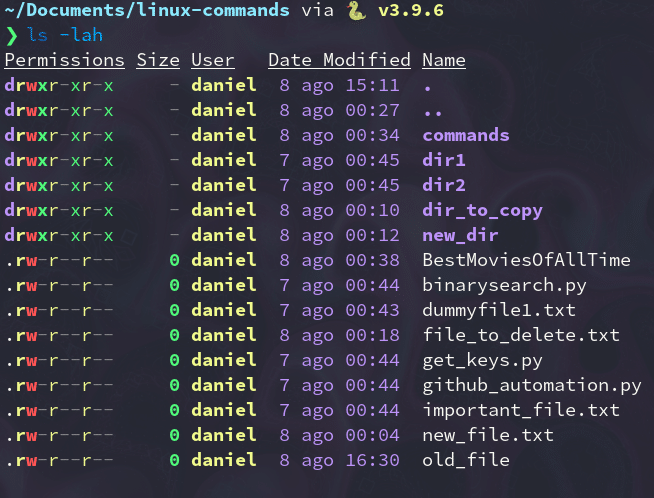 ~/Documents/linux-commands via 🐍 v3.9.6
❯ ls -lah
Permissions Size User   Date Modified Name
drwxr-xr-x     - daniel  8 ago 15:11  .
drwxr-xr-x     - daniel  8 ago 00:27  ..
drwxr-xr-x     - daniel  8 ago 00:34  commands
drwxr-xr-x     - daniel  7 ago 00:45  dir1
drwxr-xr-x     - daniel  7 ago 00:45  dir2
drwxr-xr-x     - daniel  8 ago 00:10  dir_to_copy
drwxr-xr-x     - daniel  8 ago 00:12  new_dir
.rw-r--r--     0 daniel  8 ago 00:38  BestMoviesOfAllTime
.rw-r--r--     0 daniel  7 ago 00:44  binarysearch.py
.rw-r--r--     0 daniel  7 ago 00:43  dummyfile1.txt
.rw-r--r--     0 daniel  8 ago 00:18  file_to_delete.txt
.rw-r--r--     0 daniel  7 ago 00:44  get_keys.py
.rw-r--r--     0 daniel  7 ago 00:44  github_automation.py
.rw-r--r--     0 daniel  7 ago 00:44  important_file.txt
.rw-r--r--     0 daniel  8 ago 00:04  new_file.txt
.rw-r--r--     0 daniel  8 ago 16:30  old_file